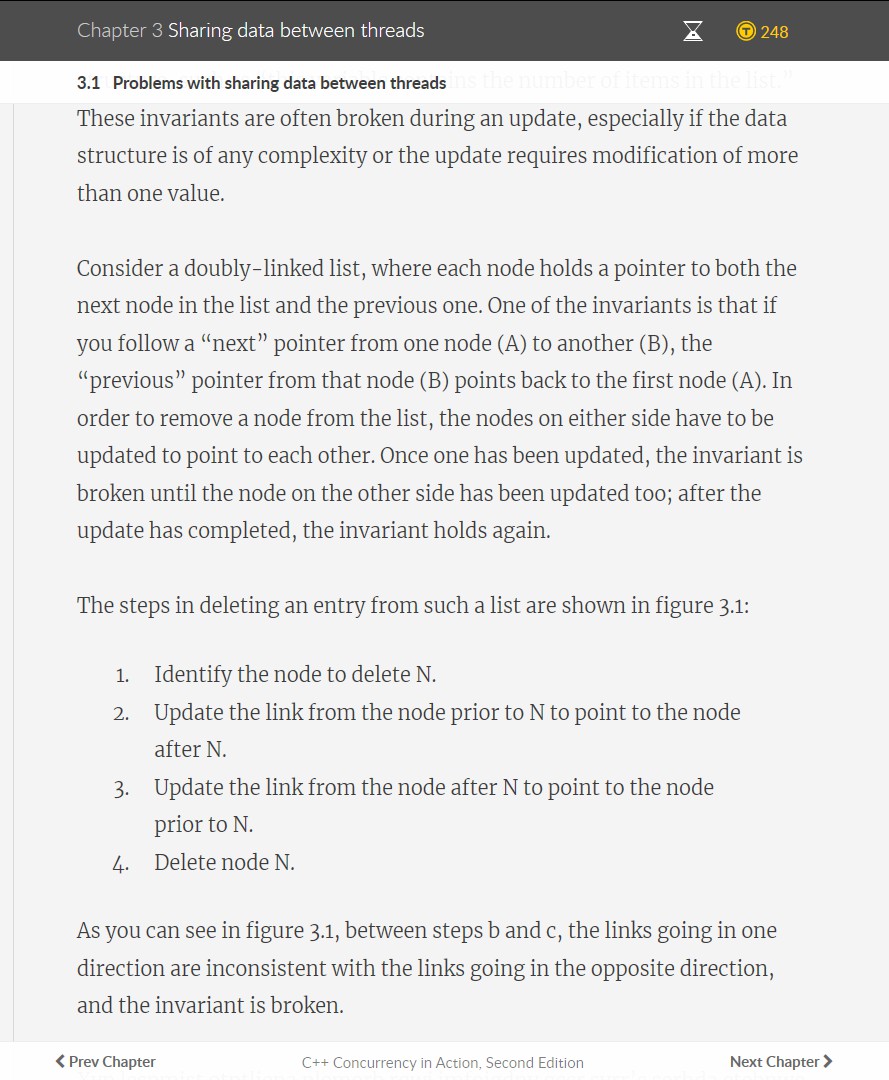 Chapter 3 Sharing data between threads
248
3.1 Problems with sharing data between threads
ins the number of items in the list."
These invariants are often broken during an update, especially if the data
structure is of any complexity or the update requires modification of more
than one value.
Consider a doubly-linked list, where each node holds a pointer to both the
next node in the list and the previous one. One of the invariants is that if
you follow a “next” pointer from one node (A) to another (B), the
“previous” pointer from that node (B) points back to the first node (A). In
order to remove a node from the list, the nodes on either side have to be
updated to point to each other. Once one has been updated, the invariant is
broken until the node on the other side has been updated too; after the
update has completed, the invariant holds again.
The steps in deleting an entry from such a list are shown in figure 3.1:
1. Identify the node to delete N.
2. Update the link from the node prior to N to point to the node
after N.
3. Update the link from the node after N to point to the node
prior to N.
4. Delete node N.
As you can see in figure 3.1, between steps b and c, the links going in one
direction are inconsistent with the links going in the opposite direction,
and the invariant is broken.
Prev Chapter
C++ Concurrency in Action, Second Edition
Next Chapter